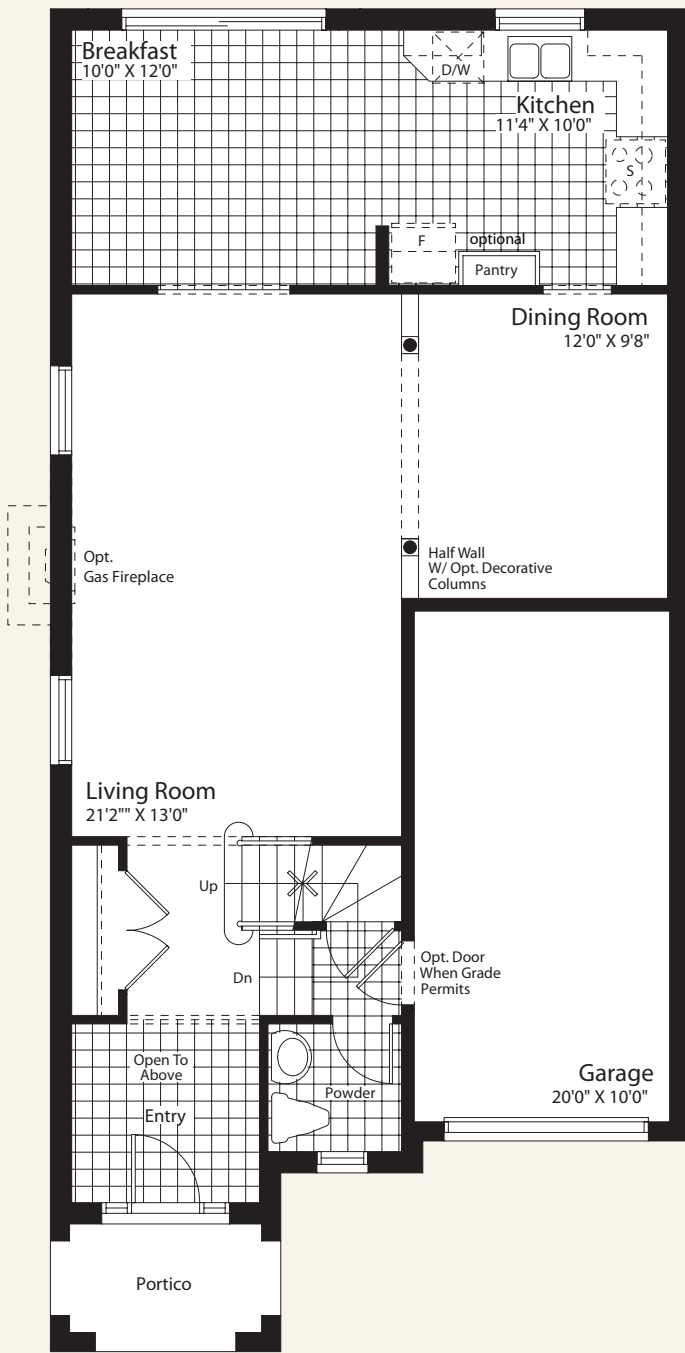 Breakfast
10'0" X 12'0"
D/W
Kitchen
11'4" X 10'0"
S
F
optional
Pantry
Dining Room
12'0" X 9'8"
Opt.
Gas Fireplace
Half Wall
W/ Opt. Decorative
Columns
Living Room
21'2"" X 13'0"
Up
Dn
Opt. Door
When Grade
Permits
Open To
Above
Entry
Powder
Garage
20'0" X 10'0"
Portico